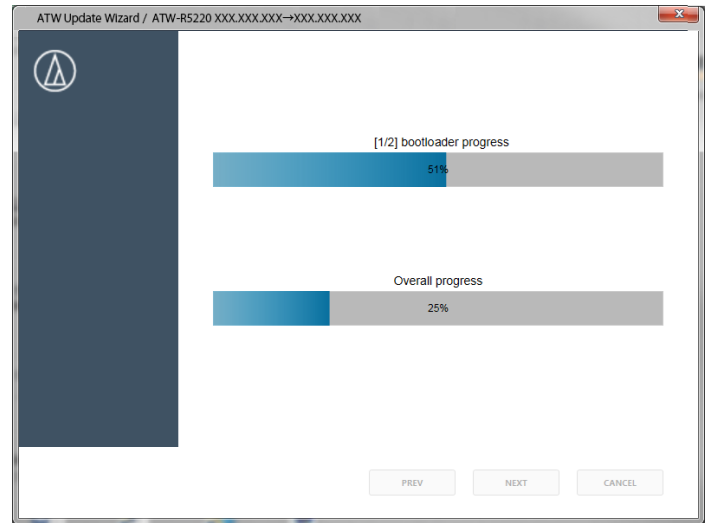 ATW Update Wizard / ATW-R5220 XXX.XXX.XXX→XXX.XXX.XXX
[1/2] bootloader progress
51%
Overall progress
25%
PREV NEXT CANCEL